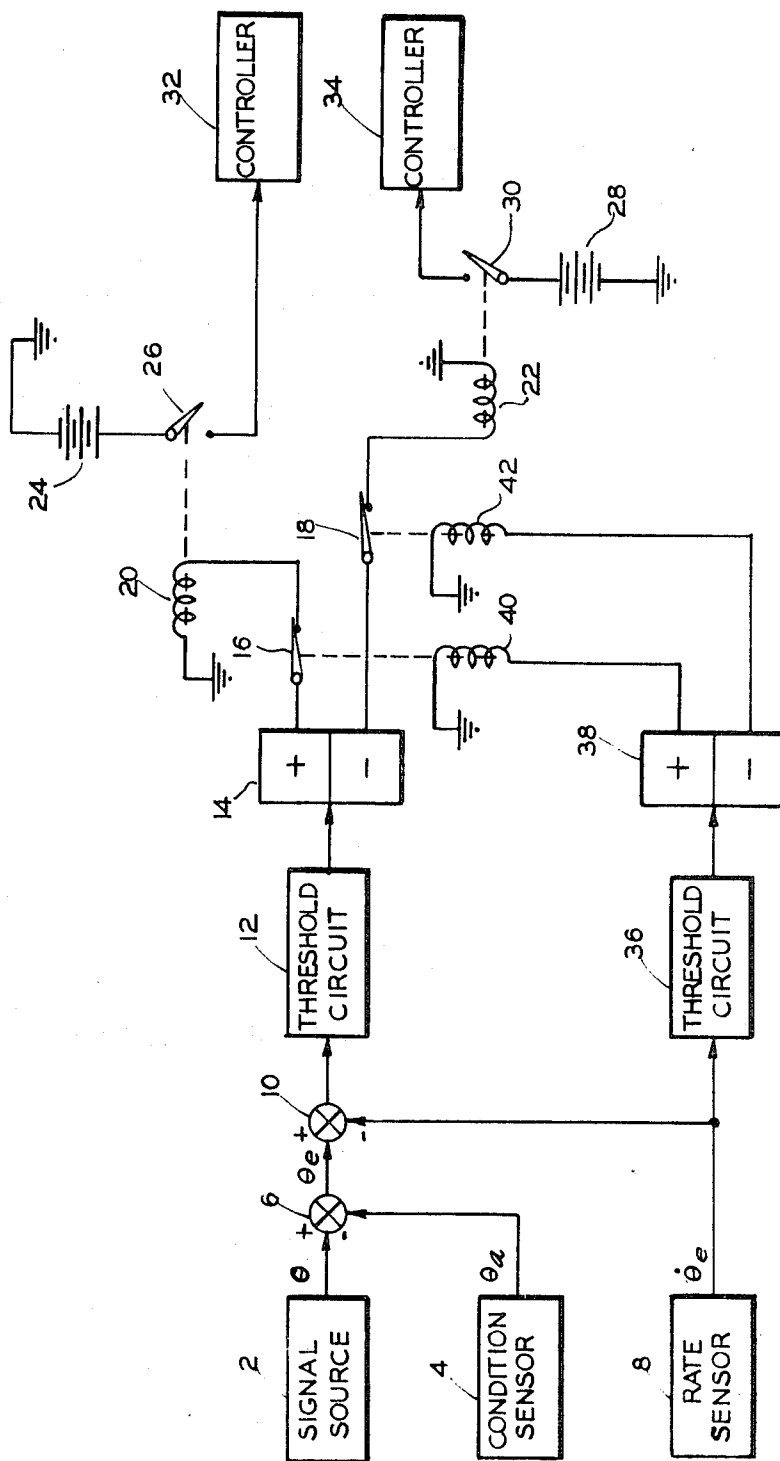 2
SIGNAL
SOURCE
θ
+
-
6
θe
+
-
10
12
THRESHOLD
CIRCUIT
14
+
-
16
18
20
24
26
32
CONTROLLER
22
30
28
34
CONTROLLER
4
CONDITION
SENSOR
θa
8
RATE
SENSOR
θ̇e
36
THRESHOLD
CIRCUIT
38
+
-
40
42